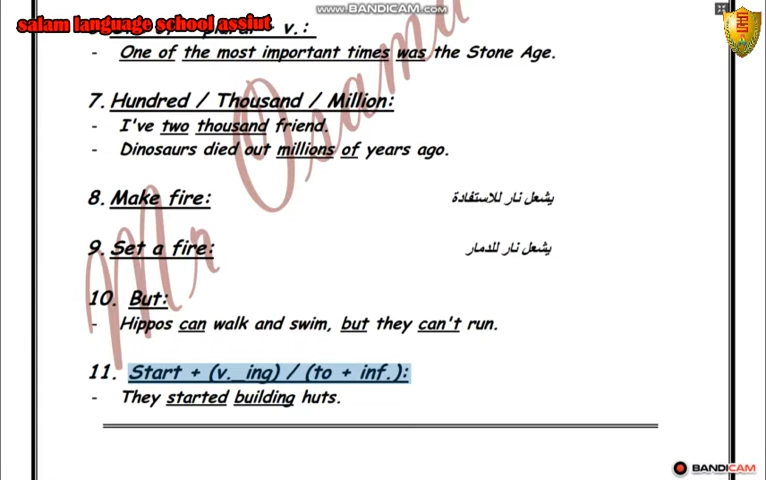 www.BANDICAM.com
salam language school assiut
v. :
- One of the most important times was the Stone Age.
7. Hundred / Thousand / Million:
- I've two thousand friend.
- Dinosaurs died out millions of years ago.
8. Make fire: يشعل نار للاستفادة
9. Set a fire: يشعل نار للدمار
10. But:
- Hippos can walk and swim, but they can't run.
11. Start + (v._ing) / (to + inf.):
- They started building huts.
Mr Osama
BANDICAM